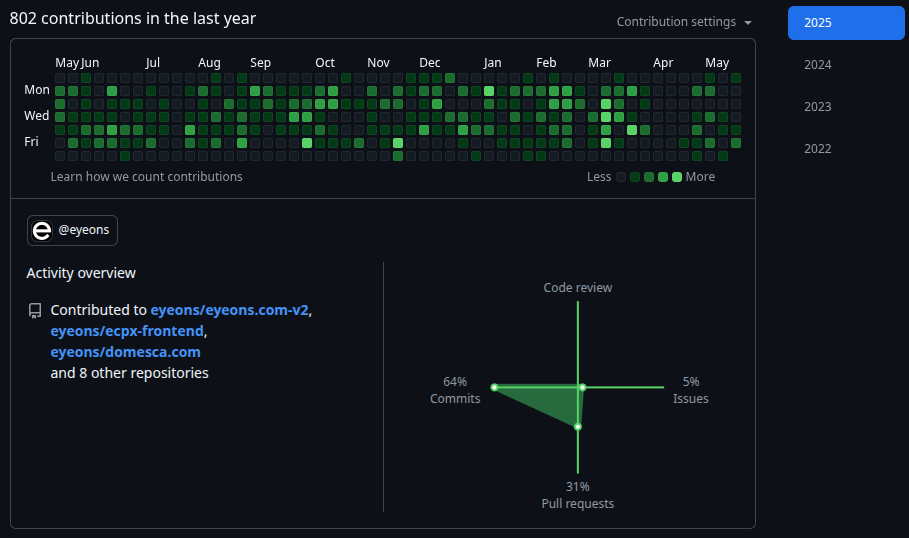 802 contributions in the last year
Contribution settings
2025
2024
2023
2022
May Jun Jul Aug Sep Oct Nov Dec Jan Feb Mar Apr May
Mon
Wed
Fri
Learn how we count contributions
Less
More
e @eyeons
Activity overview
Contributed to eyeons/eyeons.com-v2,
eyeons/ecpx-frontend,
eyeons/domesca.com
and 8 other repositories
Code review
64%
Commits
5%
Issues
31%
Pull requests